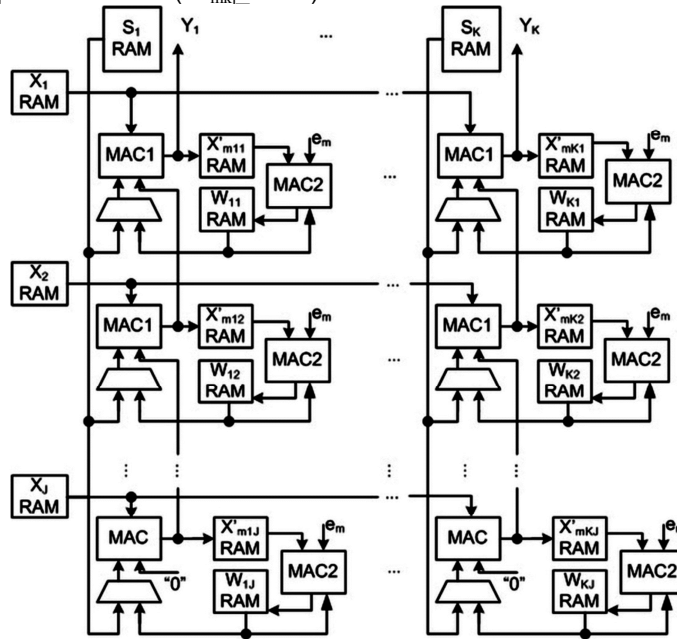 S1 RAM
Y1
...
SK RAM
YK
X1 RAM
...
MAC1
X'm11 RAM
em
MAC2
W11 RAM
...
MAC1
X'mK1 RAM
em
MAC2
WK1 RAM
X2 RAM
...
MAC1
X'm12 RAM
em
MAC2
W12 RAM
...
MAC1
X'mK2 RAM
em
MAC2
WK2 RAM
...
...
...
...
...
XJ RAM
...
MAC
X'm1J RAM
em
MAC2
"0"
W1J RAM
...
MAC
X'mKJ RAM
MAC2
"0"
WKJ RAM